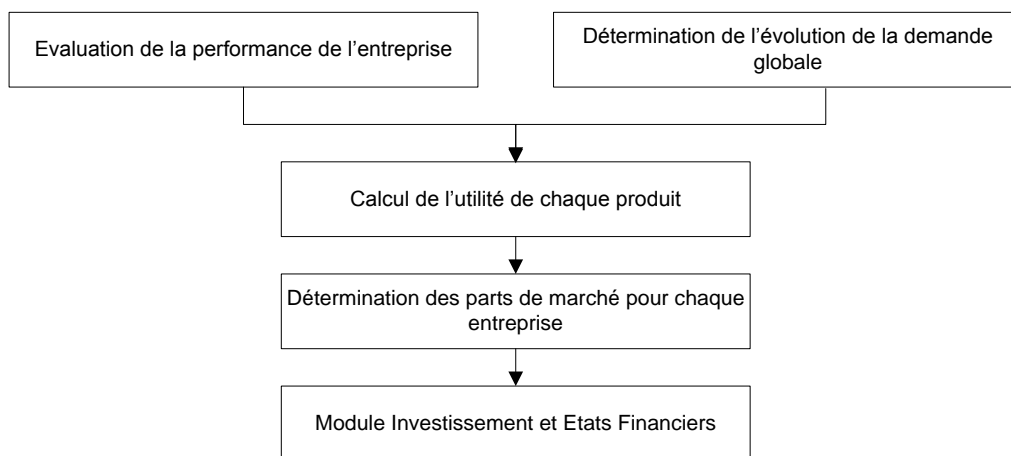 Evaluation de la performance de l’entreprise
Détermination de l’évolution de la demande
globale
Calcul de l’utilité de chaque produit
Détermination des parts de marché pour chaque
entreprise
Module Investissement et Etats Financiers